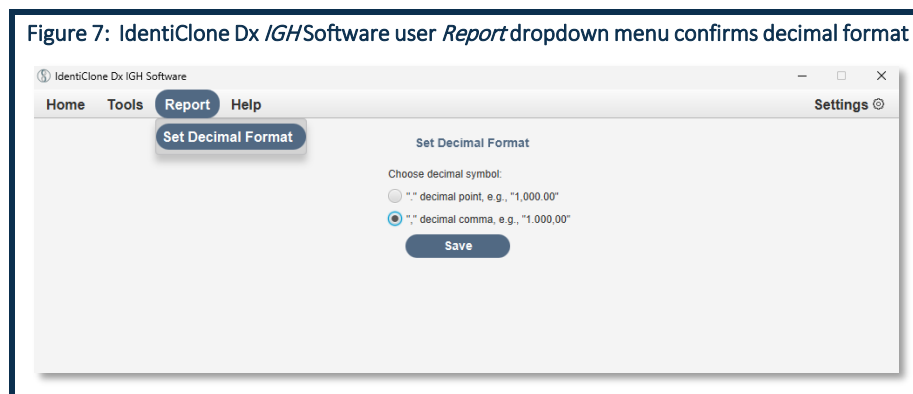 Figure 7: IdentiClone Dx IGH Software user Report dropdown menu confirms decimal format
IdentiClone Dx IGH Software
Home Tools Report Help Settings
Set Decimal Format
Set Decimal Format
Choose decimal symbol:
"." decimal point, e.g., "1,000.00"
"," decimal comma, e.g., "1.000,00"
Save